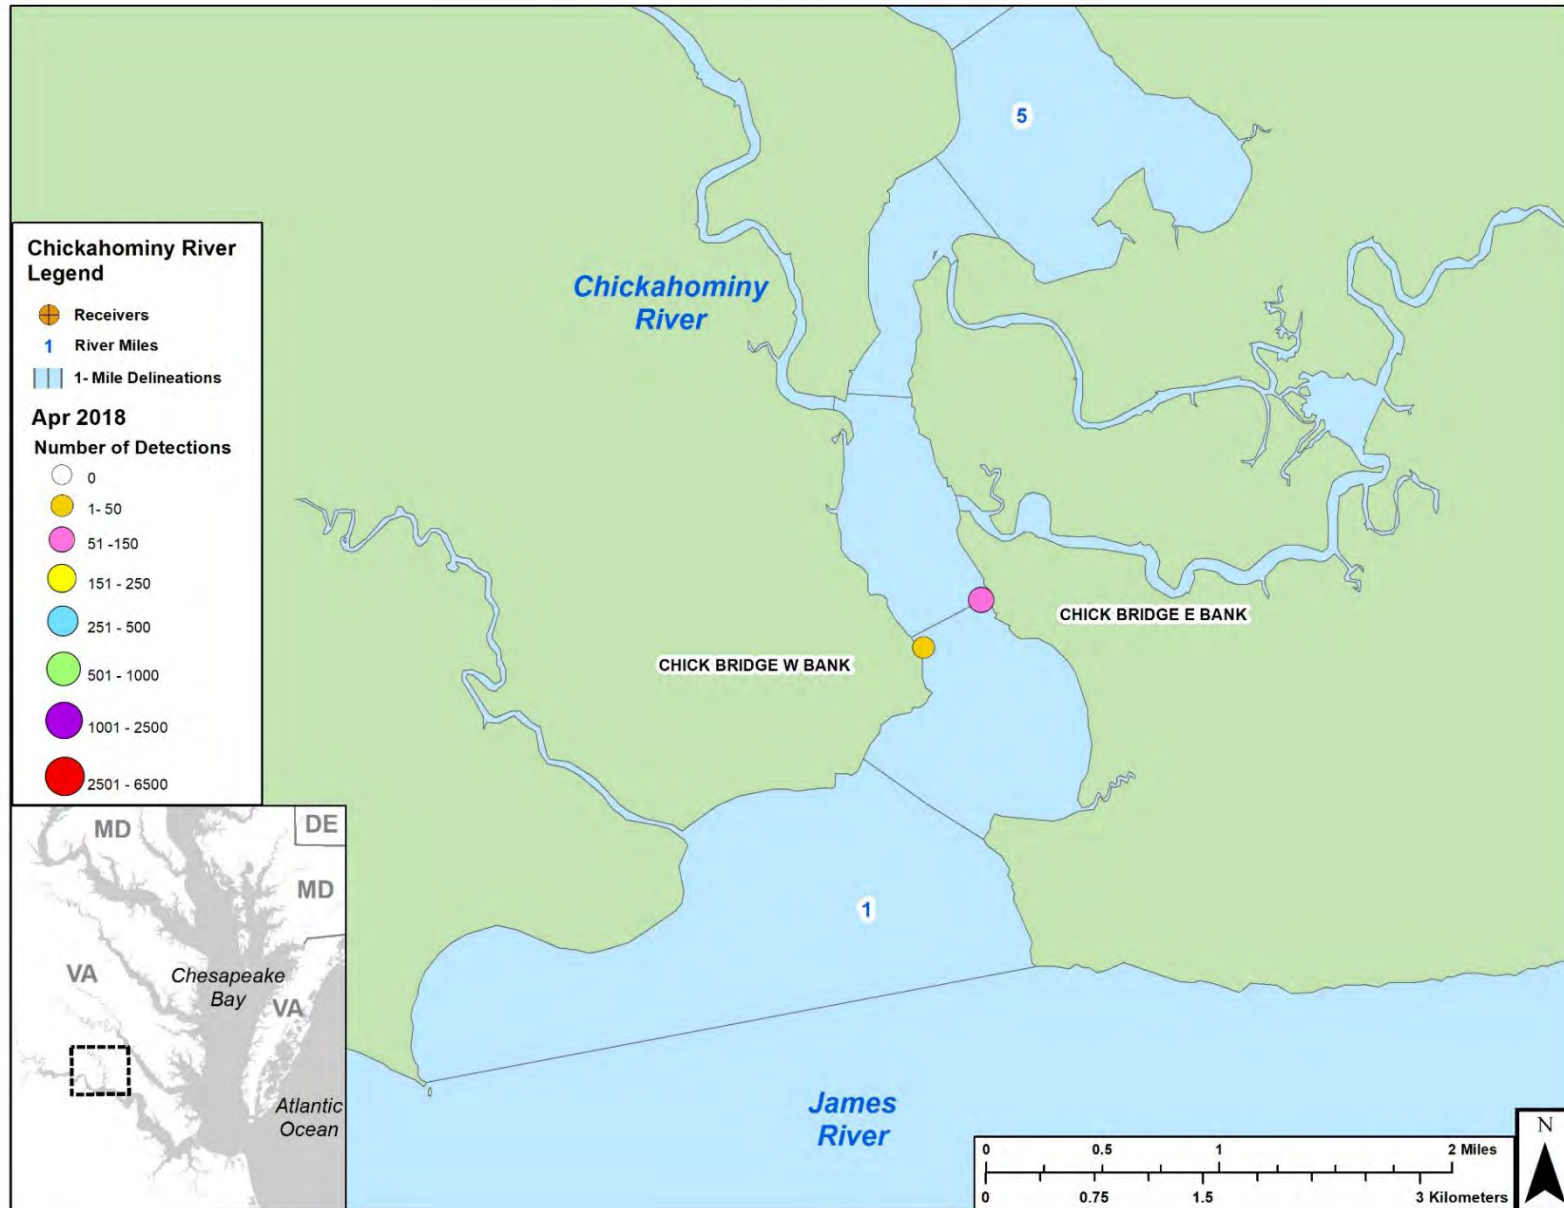 5
Chickahominy
River
Chickahominy River
Legend
Receivers
1 River Miles
1- Mile Delineations
Apr 2018
Number of Detections
0
1- 50
51 -150
151 - 250
251 - 500
501 - 1000
1001 - 2500
2501 - 6500
CHICK BRIDGE E BANK
CHICK BRIDGE W BANK
1
MD
DE
MD
VA
Chesapeake
Bay
VA
Atlantic
Ocean
James
River
0 0.5 1 2 Miles
0 0.75 1.5 3 Kilometers
N